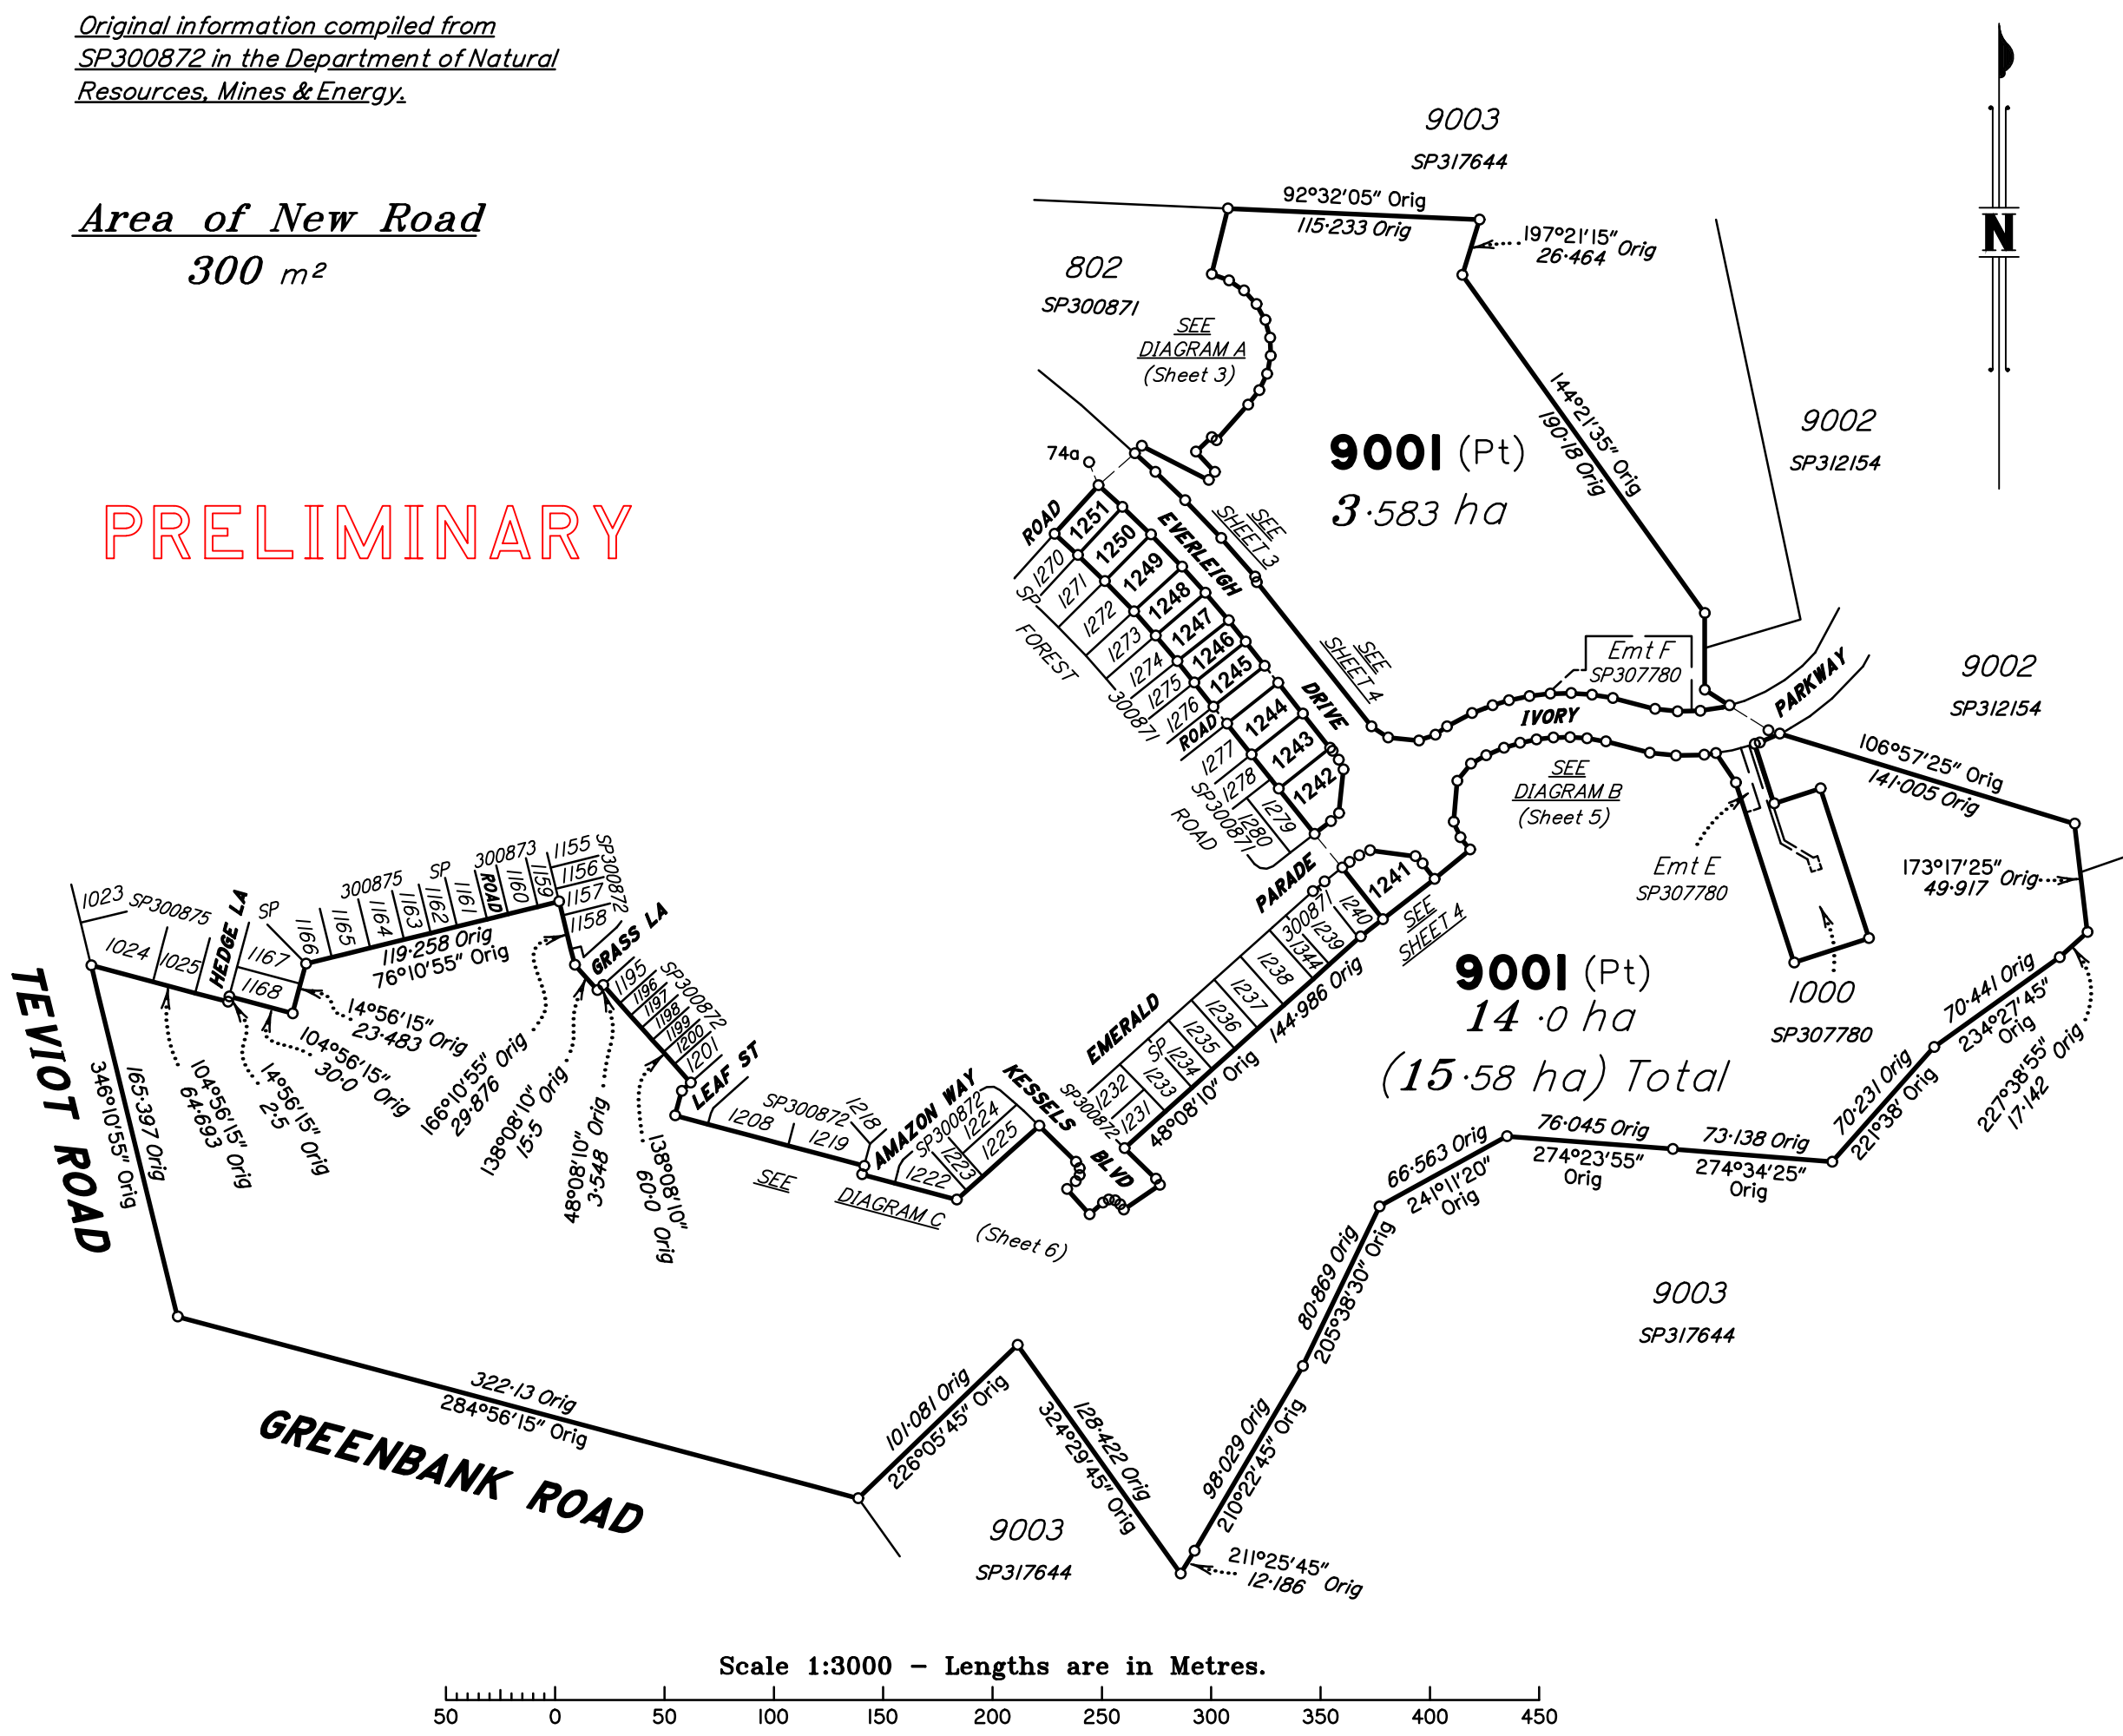 Original information compiled from
SP300872 in the Department of Natural
Resources, Mines & Energy.
Area of New Road
300 m²
PRELIMINARY
N
9003
SP317644
92°32'05" Orig
115·233 Orig
197°21'15" Orig
26·464
802
SP300871
SEE
DIAGRAM A
(Sheet 3)
144°21'35" Orig
190·18 Orig
9002
SP312154
74a
9001 (Pt)
3·583 ha
SEE
SHEET 3
ROAD
1251
1250
1249
1248
1247
1246
1245
1244
1243
1242
1241
EVERLEIGH
DRIVE
1270
1271
1272
1273
1274
1275
1276
SP
FOREST
300871
ROAD
1277
1278
1279
1280
SP300871
ROAD
SEE
SHEET 4
Emt F
SP307780
IVORY
PARKWAY
9002
SP312154
106°57'25" Orig
141·005 Orig
SEE
DIAGRAM B
(Sheet 5)
Emt E
SP307780
173°17'25" Orig
49·917
1000
SP307780
PARADE
EMERALD
300871
1240
1239
1344
1238
1237
1236
1235
1234
1233
1232
1231
SP
SP300872
144·986 Orig
48°08'10" Orig
SEE
SHEET 4
9001 (Pt)
14·0 ha
(15·58 ha) Total
70·441 Orig
234°27'45"
Orig
227°38'55" Orig
17·142
70·231 Orig
221°38' Orig
73·138 Orig
274°34'25"
Orig
76·045 Orig
274°23'55"
Orig
66·563 Orig
241°11'20"
Orig
80·869 Orig
205°38'30" Orig
98·029 Orig
210°22'45" Orig
211°25'45" Orig
12·186
9003
SP317644
128·422 Orig
324°29'45" Orig
101·081 Orig
226°05'45" Orig
9003
SP317644
322·13 Orig
284°56'15" Orig
GREENBANK ROAD
TEVIOT ROAD
165·397 Orig
346°10'55" Orig
1023
SP300875
1024
1025
HEDGE LA
SP
1167
1168
1166
1165
300875
1164
1163
1162
SP
1161
ROAD
300873
1160
1159
1155
1156
1157
1158
SP300872
119·258 Orig
76°10'55" Orig
14°56'15" Orig
23·483
104°56'15" Orig
30·0
14°56'15" Orig
2·5
104°56'15" Orig
64·693
166°10'55" Orig
29·876
138°08'10" Orig
15·5
48°08'10" Orig
3·548
138°08'10"
60·0 Orig
GRASS LA
1195
1196
1197
1198
1199
1200
1201
SP300872
LEAF ST
1208
SP300872
1219
1218
AMAZON WAY
SP300872
1222
1223
1224
1225
KESSELS
BLVD
SEE
DIAGRAM C
(Sheet 6)
Scale 1:3000 – Lengths are in Metres.
50 0 50 100 150 200 250 300 350 400 450